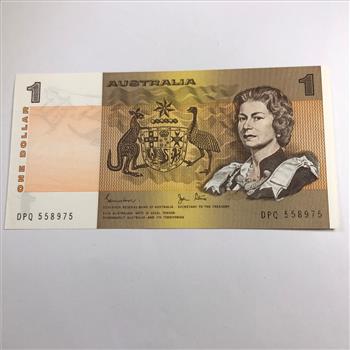 1
AUSTRALIA
1
ONE DOLLAR
DPQ 558975
GOVERNOR RESERVE BANK OF AUSTRALIA SECRETARY TO THE TREASURY
THIS AUSTRALIAN NOTE IS LEGAL TENDER
THROUGHOUT AUSTRALIA AND ITS TERRITORIES
DPQ 558975